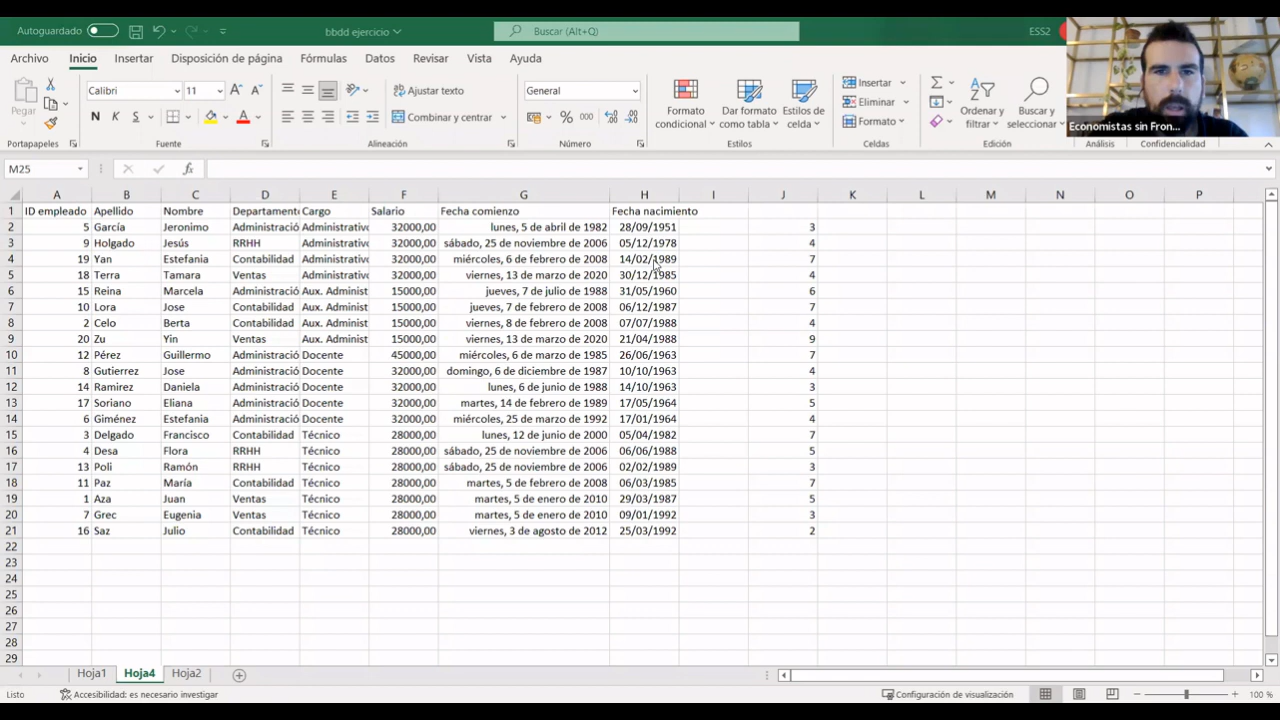 Autoguardado bbdd ejercicio Buscar (Alt+Q) ESS2
Archivo Inicio Insertar Disposición de página Fórmulas Datos Revisar Vista Ayuda
Pegar Calibri 11 Ajustar texto General Formato condicional Dar formato como tabla Estilos de celda Insertar Ordenar y filtrar Buscar y seleccionar
N K S Combinar y centrar % 000 Eliminar
Formato
Portapapeles Fuente Alineación Número Estilos Celdas Edición Análisis Confidencialidad
Economistas sin Fron...
M25 fx
A B C D E F G H I J K L M N O P
1 ID empleado Apellido Nombre Departamento Cargo Salario Fecha comienzo Fecha nacimiento
2 5 García Jeronimo Administració Administrativo 32000,00 lunes, 5 de abril de 1982 28/09/1951 3
3 9 Holgado Jesús RRHH Administrativo 32000,00 sábado, 25 de noviembre de 2006 05/12/1978 4
4 19 Yan Estefania Contabilidad Administrativo 32000,00 miércoles, 6 de febrero de 2008 14/02/1989 7
5 18 Terra Tamara Ventas Administrativo 32000,00 viernes, 13 de marzo de 2020 30/12/1985 4
6 15 Reina Marcela Administració Aux. Administ 15000,00 jueves, 7 de julio de 1988 31/05/1960 6
7 10 Lora Jose Contabilidad Aux. Administ 15000,00 jueves, 7 de febrero de 2008 06/12/1987 7
8 2 Celo Berta Contabilidad Aux. Administ 15000,00 viernes, 8 de febrero de 2008 07/07/1988 4
9 20 Zu Yin Ventas Aux. Administ 15000,00 viernes, 13 de marzo de 2020 21/04/1988 9
10 12 Pérez Guillermo Administració Docente 45000,00 miércoles, 6 de marzo de 1985 26/06/1963 7
11 8 Gutierrez Jose Administració Docente 32000,00 domingo, 6 de diciembre de 1987 10/10/1963 4
12 14 Ramirez Daniela Administració Docente 32000,00 lunes, 6 de junio de 1988 14/10/1963 3
13 17 Soriano Eliana Administració Docente 32000,00 martes, 14 de febrero de 1989 17/05/1964 5
14 6 Giménez Estefania Administració Docente 32000,00 miércoles, 25 de marzo de 1992 17/01/1964 4
15 3 Delgado Francisco Contabilidad Técnico 28000,00 lunes, 12 de junio de 2000 05/04/1982 7
16 4 Desa Flora RRHH Técnico 28000,00 sábado, 25 de noviembre de 2006 06/06/1988 5
17 13 Poli Ramón RRHH Técnico 28000,00 sábado, 25 de noviembre de 2006 02/02/1989 3
18 11 Paz María Contabilidad Técnico 28000,00 martes, 5 de febrero de 2008 06/03/1985 7
19 1 Aza Juan Ventas Técnico 28000,00 martes, 5 de enero de 2010 29/03/1987 5
20 7 Grec Eugenia Ventas Técnico 28000,00 martes, 5 de enero de 2010 09/01/1992 3
21 16 Saz Julio Contabilidad Técnico 28000,00 viernes, 3 de agosto de 2012 25/03/1992 2
22
23
24
25
26
27
28
29
Hoja1 Hoja4 Hoja2
Listo Accesibilidad: es necesario investigar Configuración de visualización 100 %